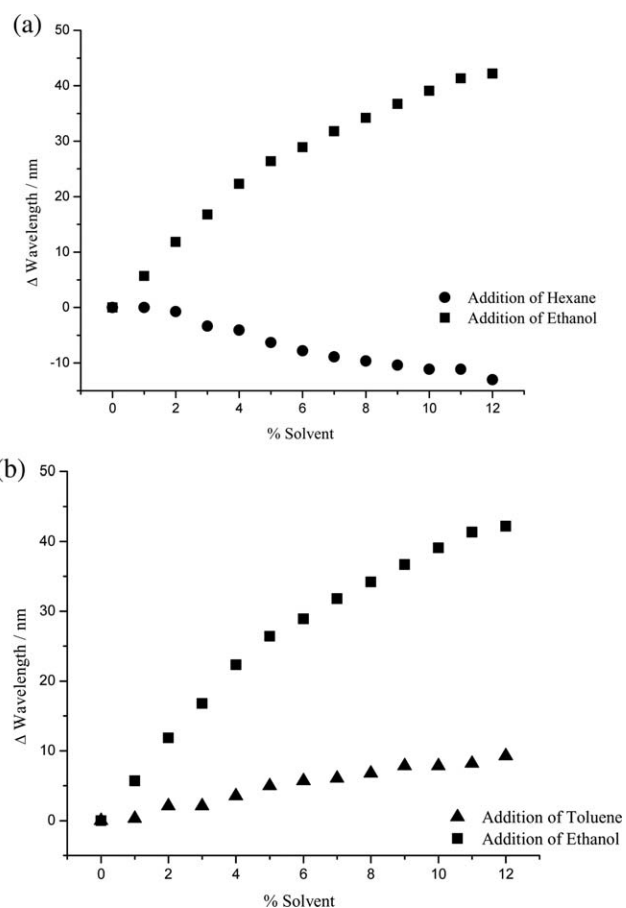 (a)
50
40
30
20
10
0
-10
Δ Wavelength / nm
Addition of Hexane
Addition of Ethanol
0 2 4 6 8 10 12
% Solvent
(b)
50
40
30
20
10
0
Δ Wavelength / nm
Addition of Toluene
Addition of Ethanol
0 2 4 6 8 10 12
% Solvent